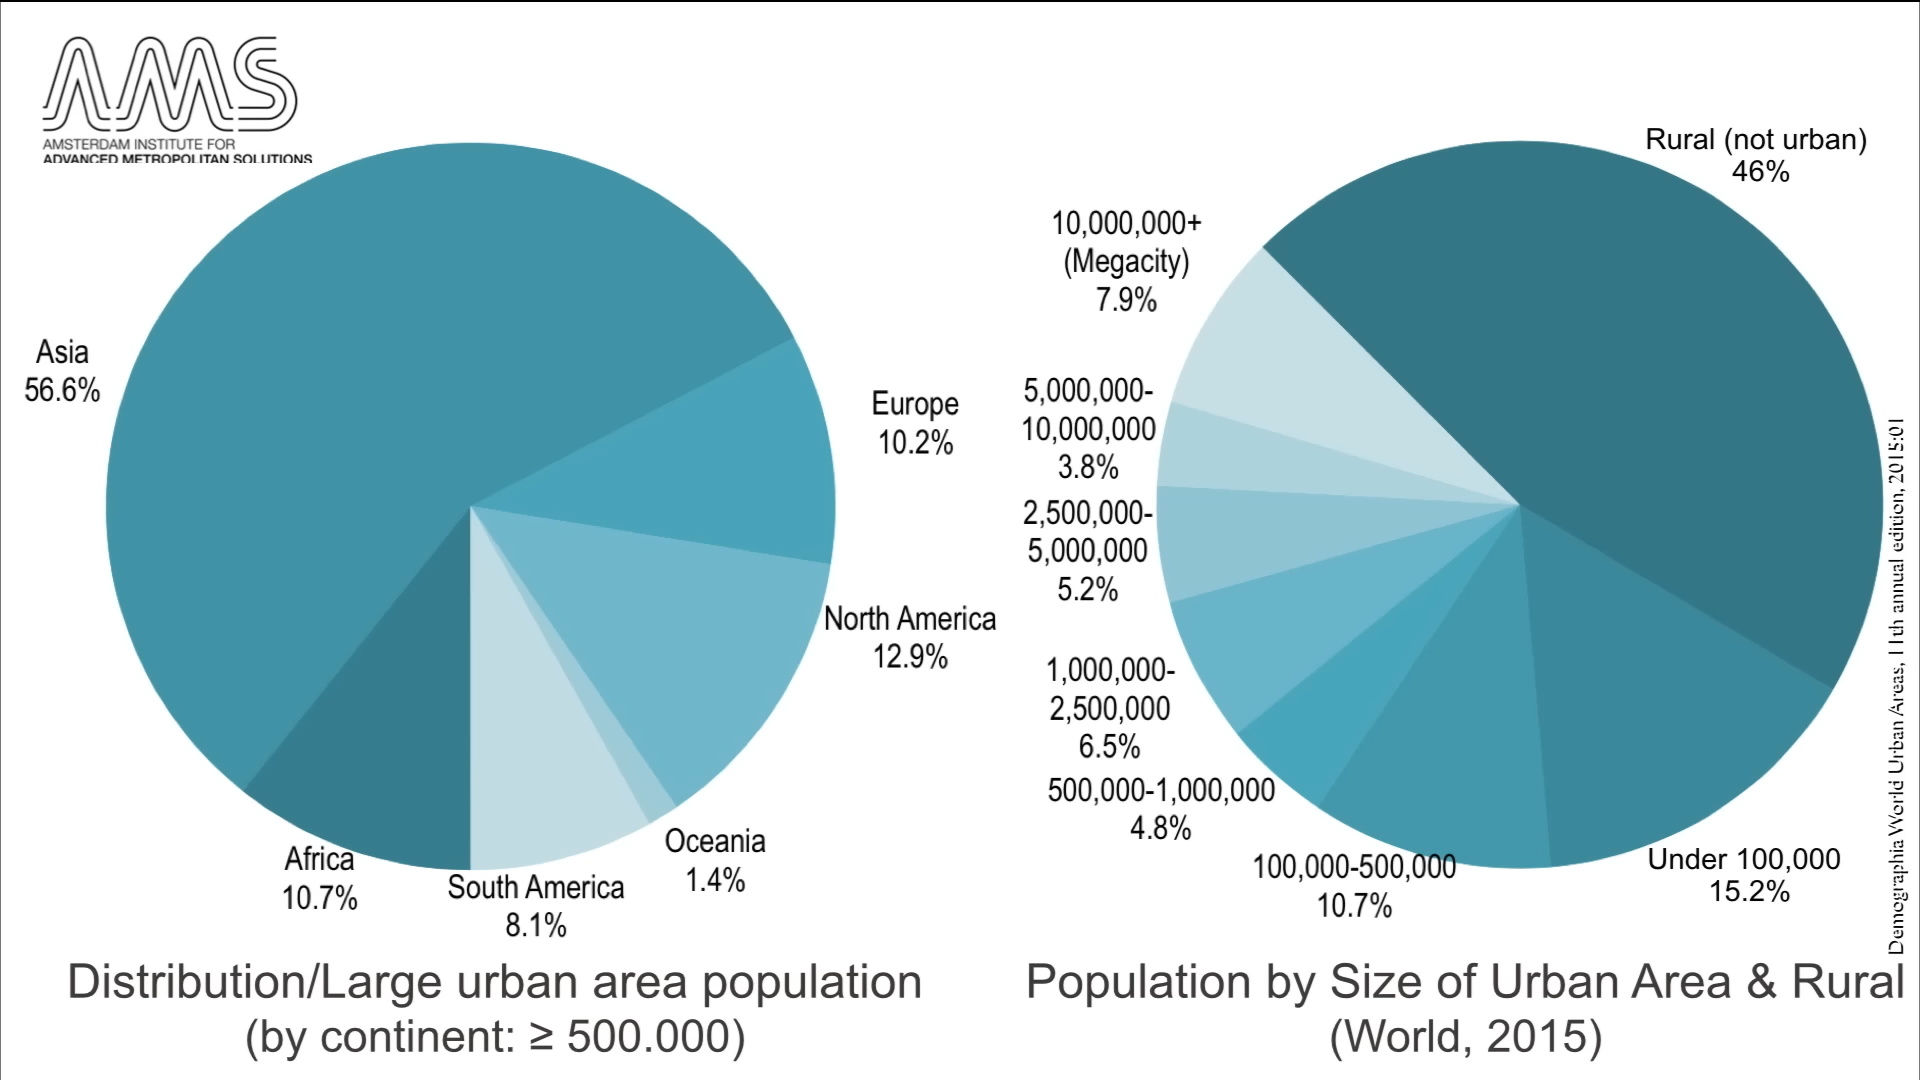 AMS
AMSTERDAM INSTITUTE FOR
ADVANCED METROPOLITAN SOLUTIONS
Asia
56.6%
Europe
10.2%
North America
12.9%
Oceania
1.4%
South America
8.1%
Africa
10.7%
Distribution/Large urban area population
(by continent: ≥ 500.000)
Rural (not urban)
46%
10,000,000+
(Megacity)
7.9%
5,000,000-
10,000,000
3.8%
2,500,000-
5,000,000
5.2%
1,000,000-
2,500,000
6.5%
500,000-1,000,000
4.8%
100,000-500,000
10.7%
Under 100,000
15.2%
Population by Size of Urban Area & Rural
(World, 2015)
Demographia World Urban Areas, 11th annual edition, 2015:01